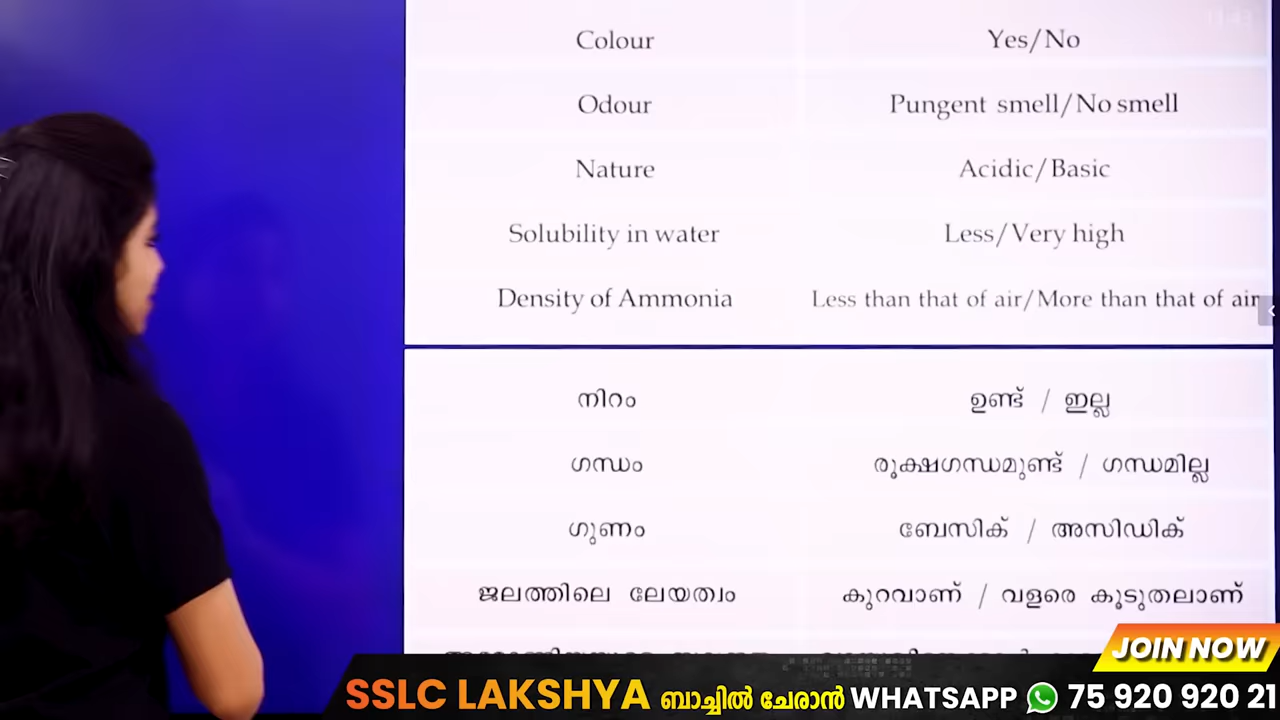 Colour Yes/No
Odour Pungent smell/No smell
Nature Acidic/Basic
Solubility in water Less/Very high
Density of Ammonia Less than that of air/More than that of air
നിറം ഉണ്ട് / ഇല്ല
ഗന്ധം രൂക്ഷഗന്ധമുണ്ട് / ഗന്ധമില്ല
ഗുണം ബേസിക് / അസിഡിക്
ജലത്തിലെ ലേയത്വം കുറവാണ് / വളരെ കൂടുതലാണ്
JOIN NOW
SSLC LAKSHYA ബാച്ചിൽ ചേരാൻ WHATSAPP 75 920 920 21